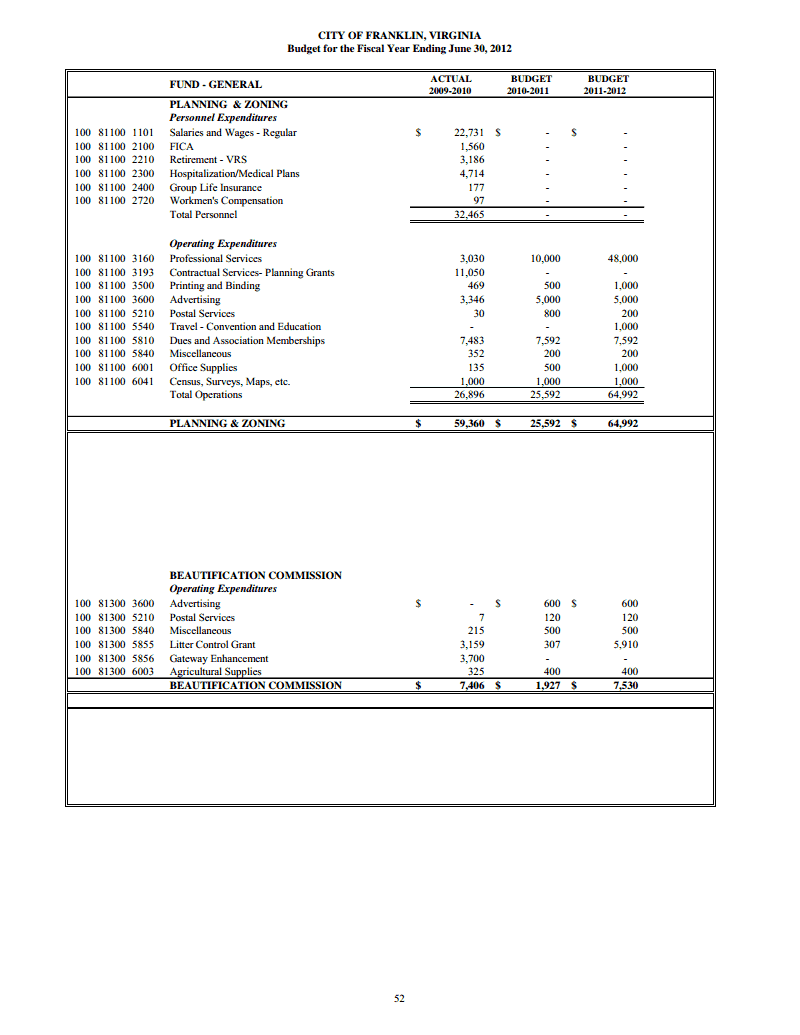 CITY OF FRANKLIN, VIRGINIA
Budget for the Fiscal Year Ending June 30, 2012
FUND - GENERAL ACTUAL 2009-2010 BUDGET 2010-2011 BUDGET 2011-2012
PLANNING & ZONING
Personnel Expenditures
100 81100 1101 Salaries and Wages - Regular $ 22,731 $ - $ -
100 81100 2100 FICA 1,560 - -
100 81100 2210 Retirement - VRS 3,186 - -
100 81100 2300 Hospitalization/Medical Plans 4,714 - -
100 81100 2400 Group Life Insurance 177 - -
100 81100 2720 Workmen's Compensation 97 - -
Total Personnel 32,465 - -
Operating Expenditures
100 81100 3160 Professional Services 3,030 10,000 48,000
100 81100 3193 Contractual Services- Planning Grants 11,050 - -
100 81100 3500 Printing and Binding 469 500 1,000
100 81100 3600 Advertising 3,346 5,000 5,000
100 81100 5210 Postal Services 30 800 200
100 81100 5540 Travel - Convention and Education - - 1,000
100 81100 5810 Dues and Association Memberships 7,483 7,592 7,592
100 81100 5840 Miscellaneous 352 200 200
100 81100 6001 Office Supplies 135 500 1,000
100 81100 6041 Census, Surveys, Maps, etc. 1,000 1,000 1,000
Total Operations 26,896 25,592 64,992
PLANNING & ZONING $ 59,360 $ 25,592 $ 64,992
BEAUTIFICATION COMMISSION
Operating Expenditures
100 81300 3600 Advertising $ - $ 600 $ 600
100 81300 5210 Postal Services 7 120 120
100 81300 5840 Miscellaneous 215 500 500
100 81300 5855 Litter Control Grant 3,159 307 5,910
100 81300 5856 Gateway Enhancement 3,700 - -
100 81300 6003 Agricultural Supplies 325 400 400
BEAUTIFICATION COMMISSION $ 7,406 $ 1,927 $ 7,530
52